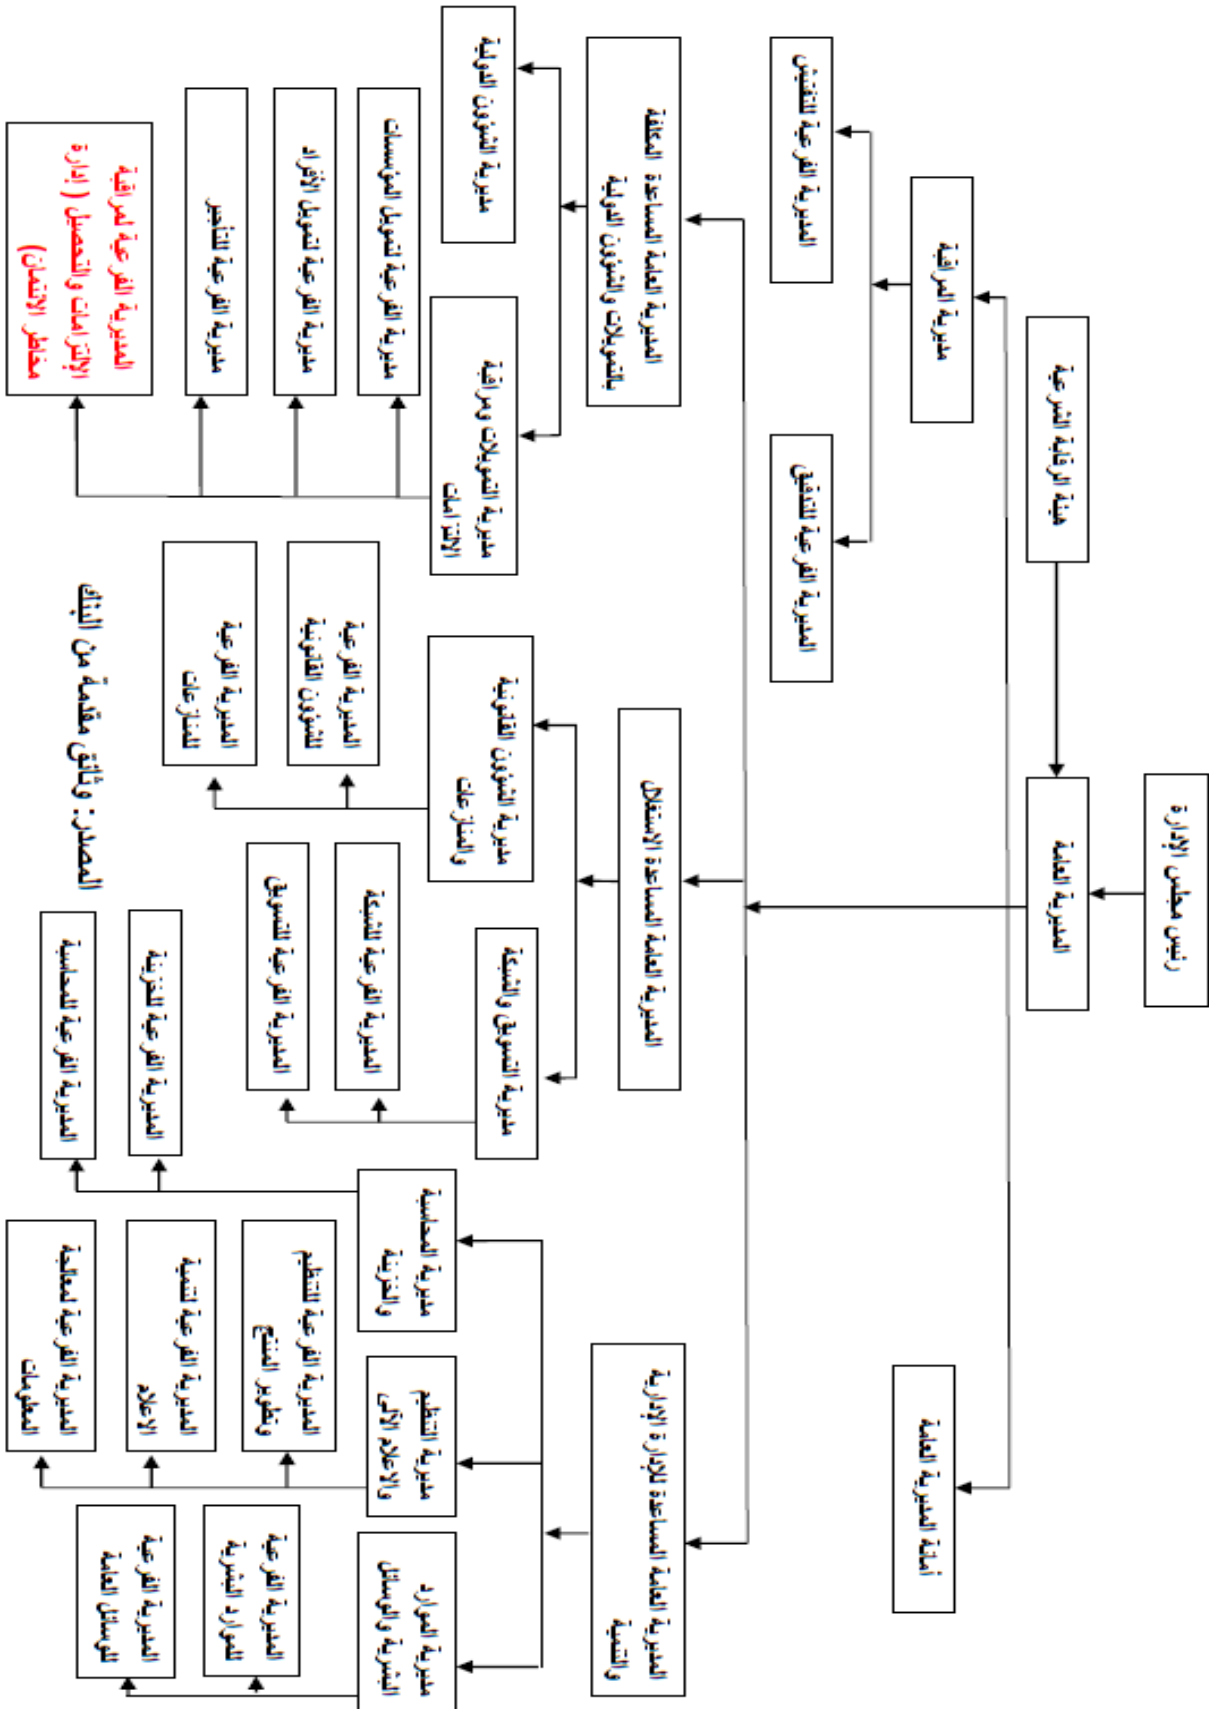 رئيس مجلس الإدارة
هيئة الرقابة الشرعية
المديرية العامة
مديرية المراقبة
أمانة المديرية العامة
المديرية الفرعية للتفتيش
المديرية الفرعية للتدقيق
المديرية العامة المساعدة المكلفة
بالتمويلات والشؤون الدولية
المديرية العامة المساعدة الاستغلال
المديرية العامة المساعدة للإدارة الإدارية
والتنمية
مديرية الشؤون الدولية
مديرية التمويلات ومراقبة
الالتزامات
مديرية الشؤون القانونية
والمنازعات
مديرية التسويق والشبكة
مديرية المحاسبة
والخزينة
مديرية التنظيم
والاعلام الآلي
مديرية الموارد
البشرية والوسائل
مديرية الفرعية لتمويل المؤسسات
مديرية الفرعية لتمويل الأفراد
مديرية الفرعية للتأجير
المديرية الفرعية لمراقبة
الإلتزامات والتحصيل ( إدارة
مخاطر الائتمان)
المديرية الفرعية
للشؤون القانونية
المديرية الفرعية
للمنازعات
المديرية الفرعية للشبكة
المديرية الفرعية للتسويق
المديرية الفرعية للخزينة
المديرية الفرعية للمحاسبة
المديرية الفرعية للتنظيم
وتطوير المنتج
المديرية الفرعية لتنمية
الاعلام
المديرية الفرعية لمعالجة
المعلومات
المديرية الفرعية
للموارد البشرية
المديرية الفرعية
للوسائل العامة
المصدر: وثائق مقدمة من البنك